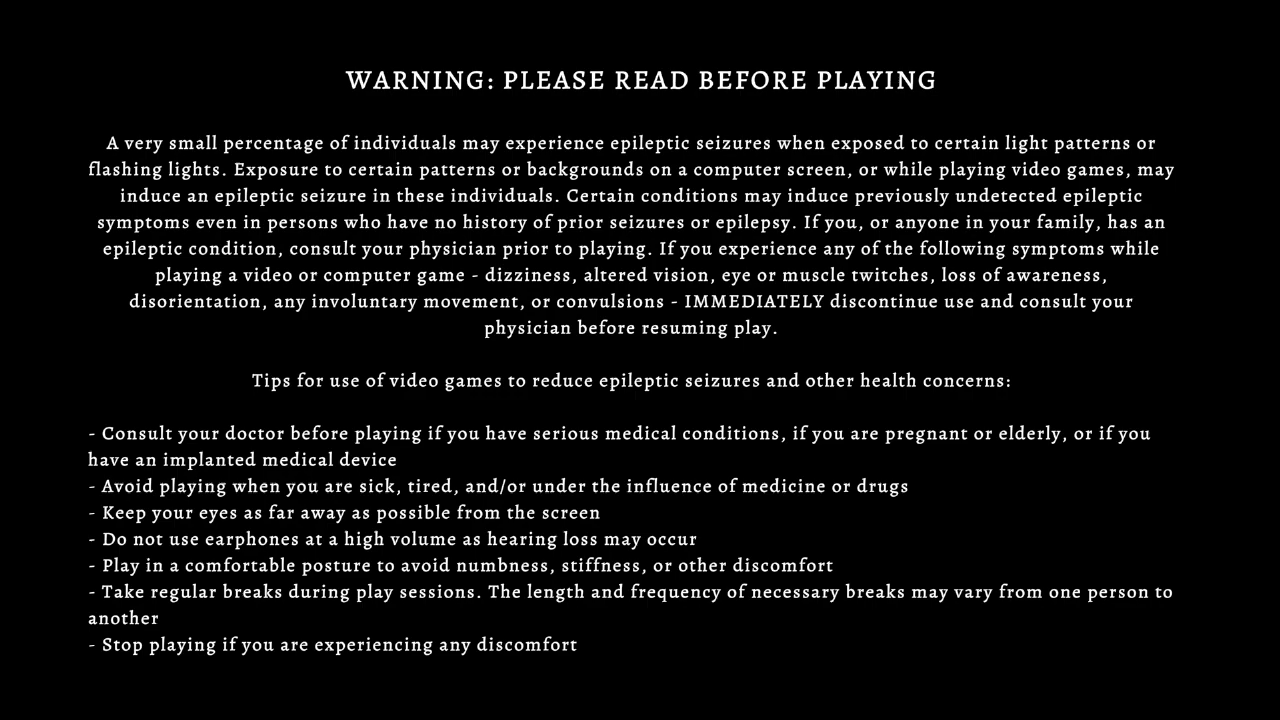 WARNING: PLEASE READ BEFORE PLAYING
A very small percentage of individuals may experience epileptic seizures when exposed to certain light patterns or
flashing lights. Exposure to certain patterns or backgrounds on a computer screen, or while playing video games, may
induce an epileptic seizure in these individuals. Certain conditions may induce previously undetected epileptic
symptoms even in persons who have no history of prior seizures or epilepsy. If you, or anyone in your family, has an
epileptic condition, consult your physician prior to playing. If you experience any of the following symptoms while
playing a video or computer game - dizziness, altered vision, eye or muscle twitches, loss of awareness,
disorientation, any involuntary movement, or convulsions - IMMEDIATELY discontinue use and consult your
physician before resuming play.
Tips for use of video games to reduce epileptic seizures and other health concerns:
- Consult your doctor before playing if you have serious medical conditions, if you are pregnant or elderly, or if you
have an implanted medical device
- Avoid playing when you are sick, tired, and/or under the influence of medicine or drugs
- Keep your eyes as far away as possible from the screen
- Do not use earphones at a high volume as hearing loss may occur
- Play in a comfortable posture to avoid numbness, stiffness, or other discomfort
- Take regular breaks during play sessions. The length and frequency of necessary breaks may vary from one person to
another
- Stop playing if you are experiencing any discomfort